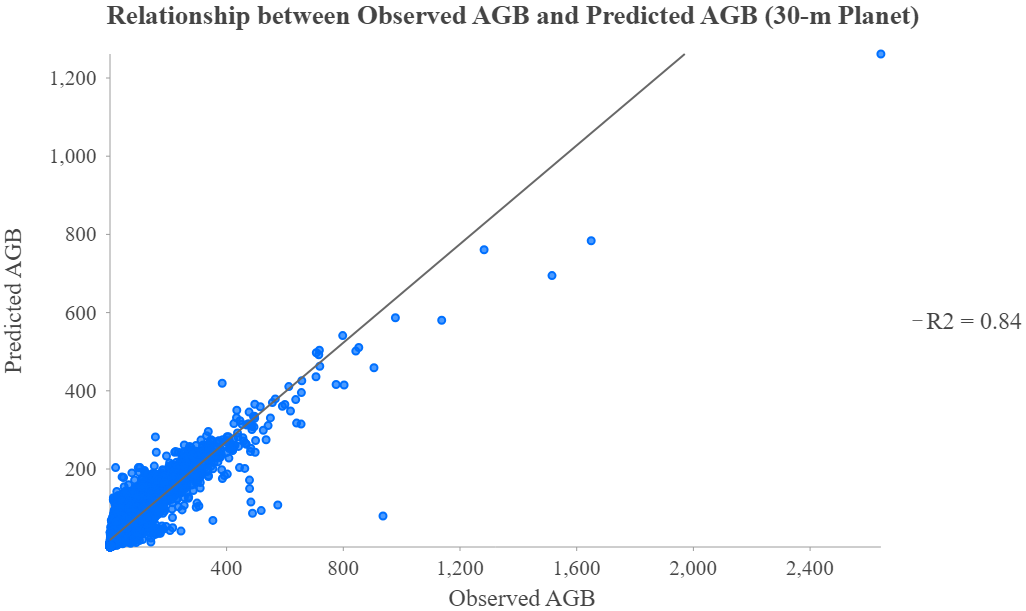 Relationship between Observed AGB and Predicted AGB (30-m Planet)
1,200
1,000
800
600
400
200
Predicted AGB
R2 = 0.84
400 800 1,200 1,600 2,000 2,400
Observed AGB